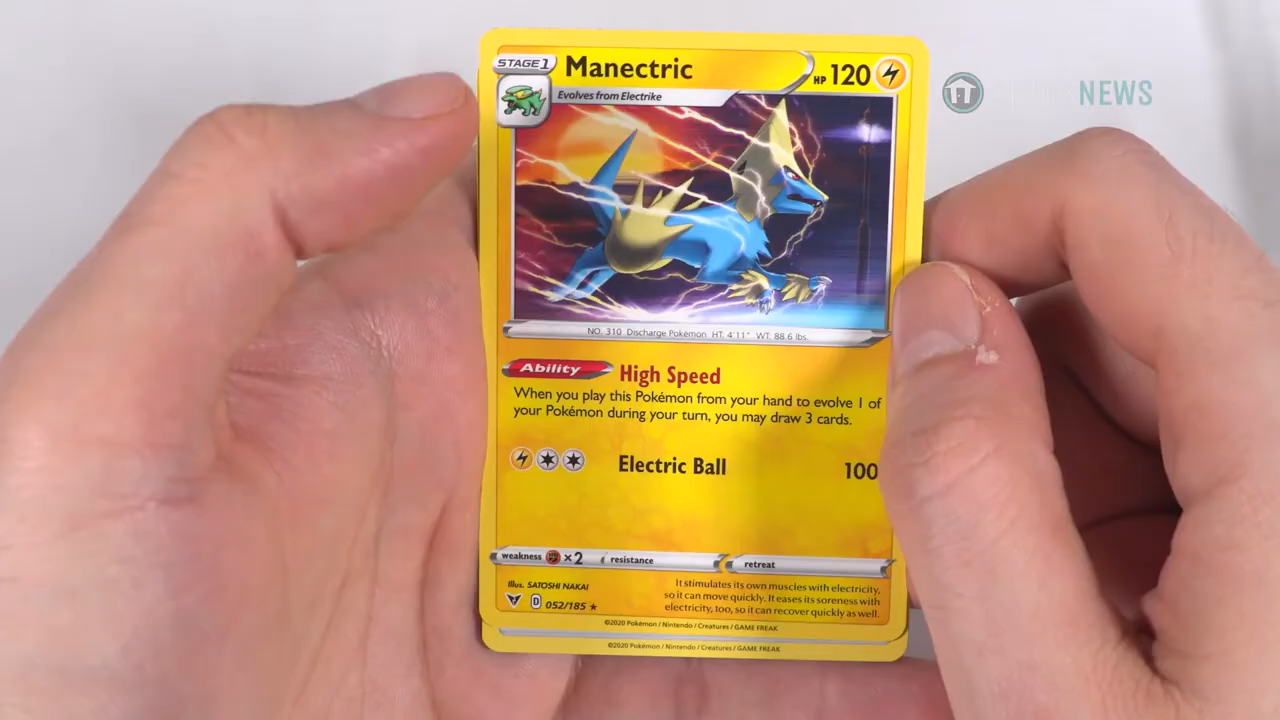 STAGE 1
Manectric
HP 120
Evolves from Electrike
NEWS
NO. 310 Discharge Pokémon HT: 4'11" WT: 88.6 lbs.
Ability High Speed
When you play this Pokémon from your hand to evolve 1 of
your Pokémon during your turn, you may draw 3 cards.
Electric Ball 100
weakness ×2 resistance retreat
Illus. SATOSHI NAKAI
D 052/185 ★
It stimulates its own muscles with electricity,
so it can move quickly. It eases its soreness with
electricity, too, so it can recover quickly as well.
©2020 Pokémon / Nintendo / Creatures / GAME FREAK
©2020 Pokémon / Nintendo / Creatures / GAME FREAK